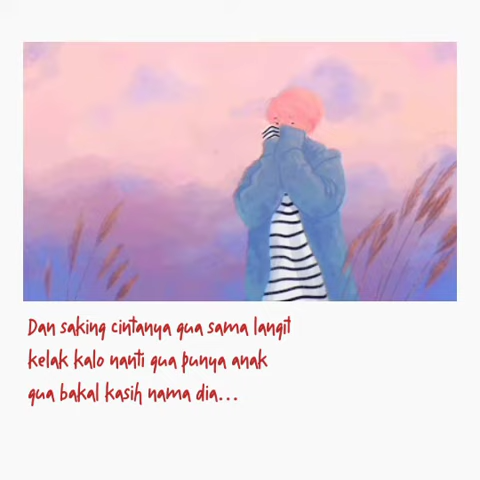 Dan saking cintanya gua sama langit
kelak kalo nanti gua punya anak
gua bakal kasih nama dia...